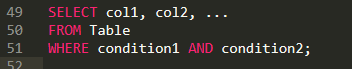 49 SELECT col1, col2, ...
50 FROM Table
51 WHERE condition1 AND condition2;
52